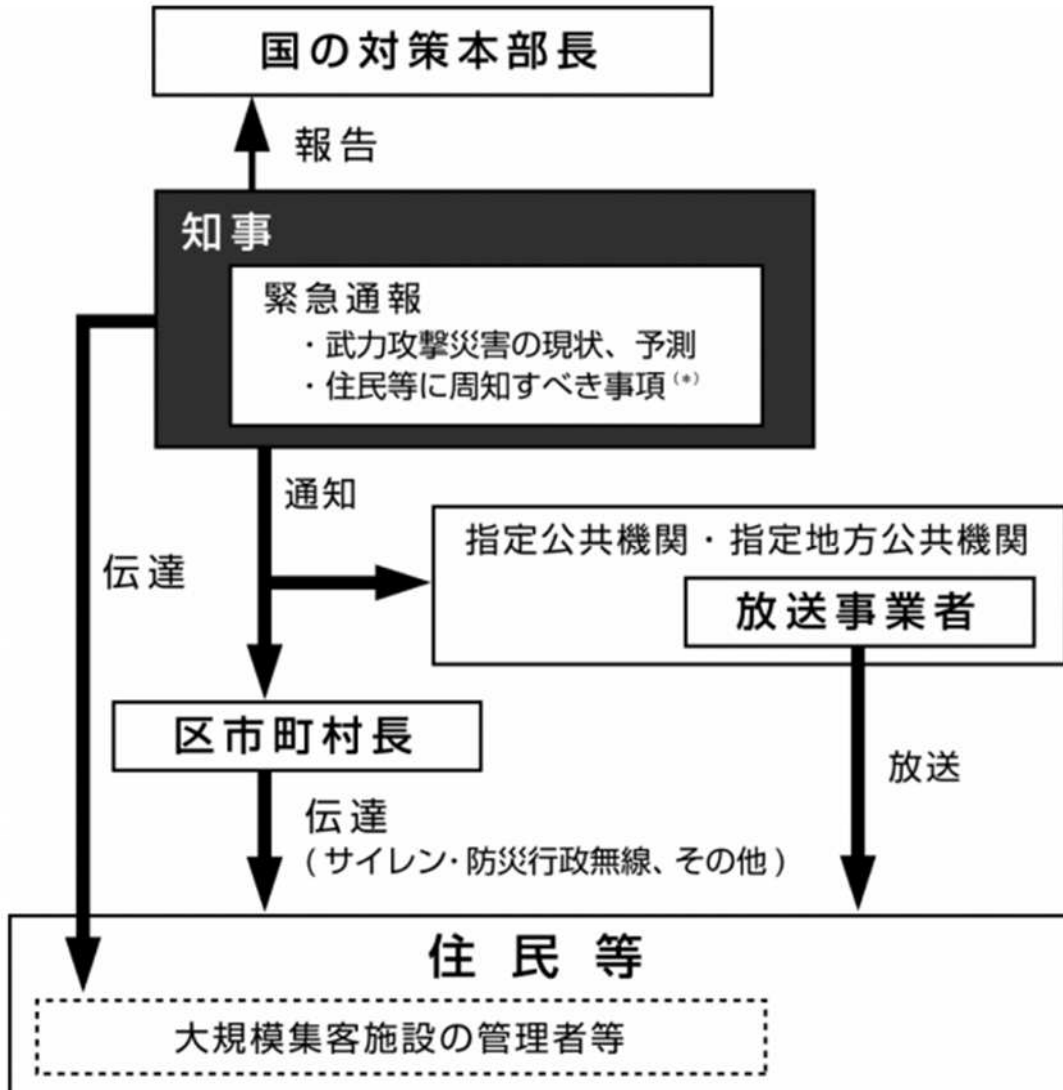 国の対策本部長
報告
知事
緊急通報
・武力攻撃災害の現状、予測
・住民等に周知すべき事項(*)
通知
指定公共機関・指定地方公共機関
伝達
放送事業者
区市町村長
放送
伝達
(サイレン・防災行政無線、その他)
住民等
大規模集客施設の管理者等